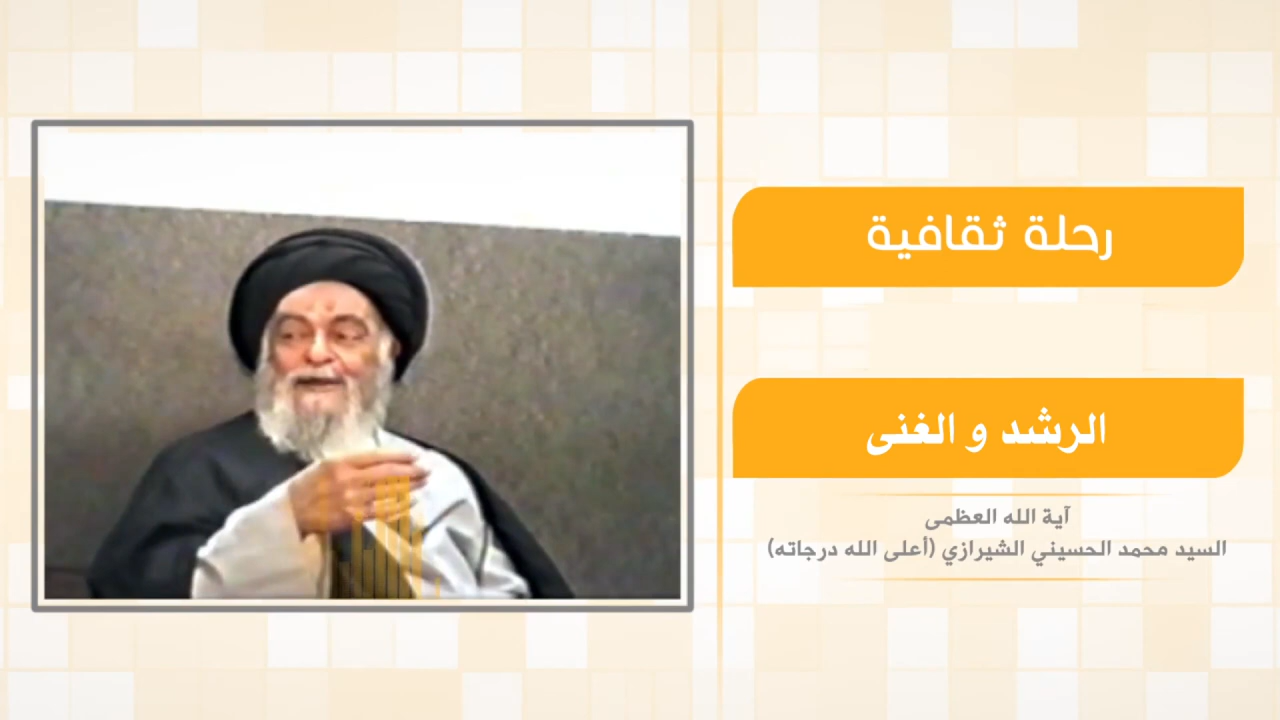 رحلة ثقافية
الرشد و الغنى
آية الله العظمى
السيد محمد الحسيني الشيرازي (أعلى الله درجاته)